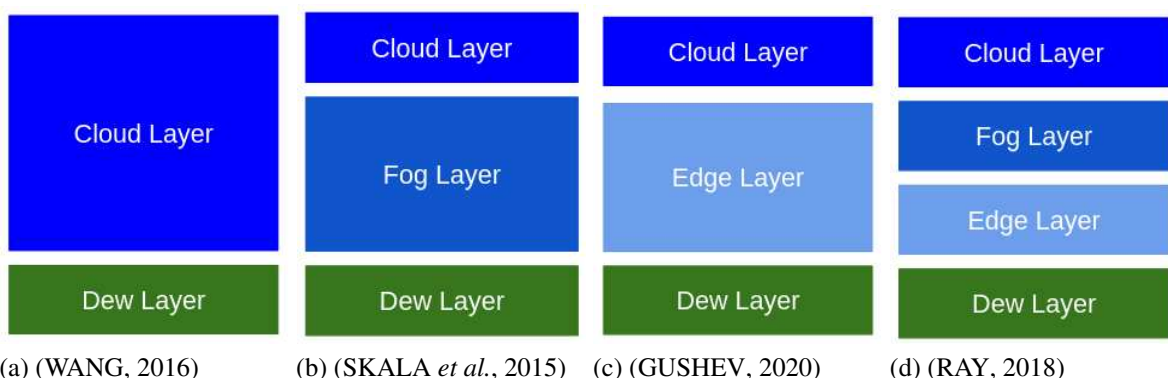 Cloud Layer
Dew Layer
(a) (WANG, 2016)
Cloud Layer
Fog Layer
Dew Layer
(b) (SKALA et al., 2015)
Cloud Layer
Edge Layer
Dew Layer
(c) (GUSHEV, 2020)
Cloud Layer
Fog Layer
Edge Layer
Dew Layer
(d) (RAY, 2018)